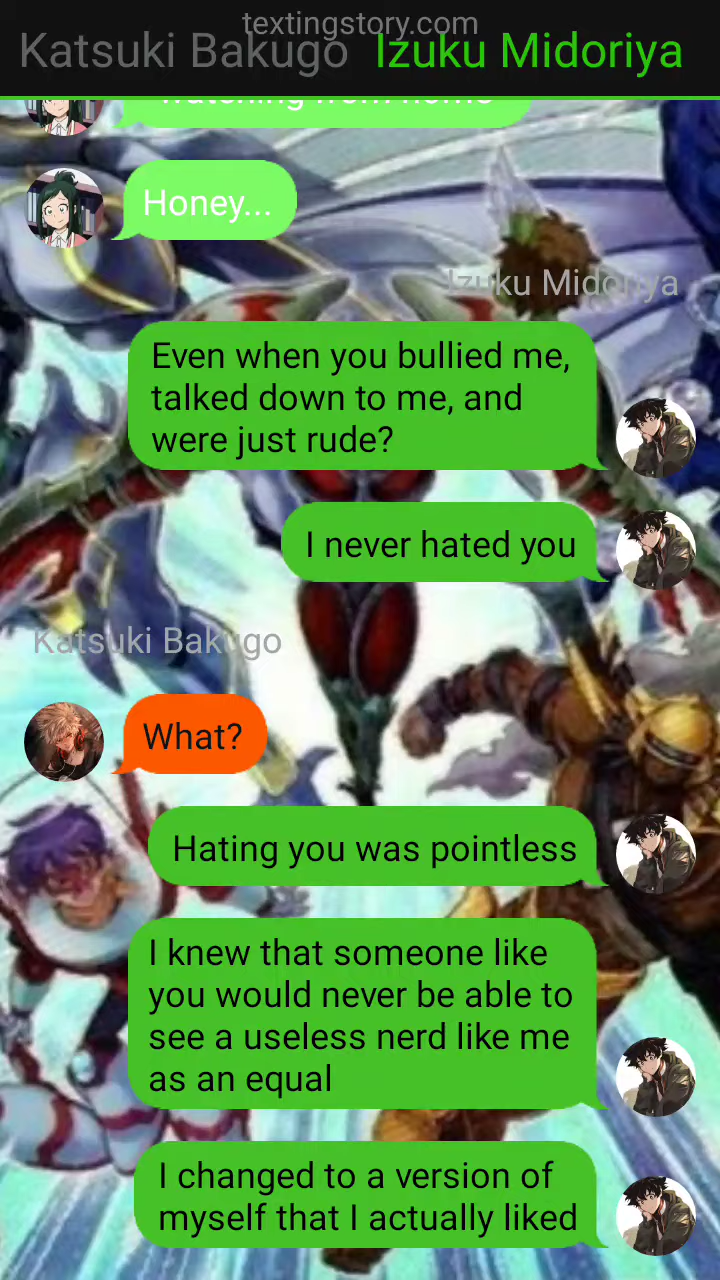 textingstory.com
Katsuki Bakugo Izuku Midoriya
watching from home
Honey...
Izuku Midoriya
Even when you bullied me,
talked down to me, and
were just rude?
I never hated you
Katsuki Bakugo
What?
Hating you was pointless
I knew that someone like
you would never be able to
see a useless nerd like me
as an equal
I changed to a version of
myself that I actually liked